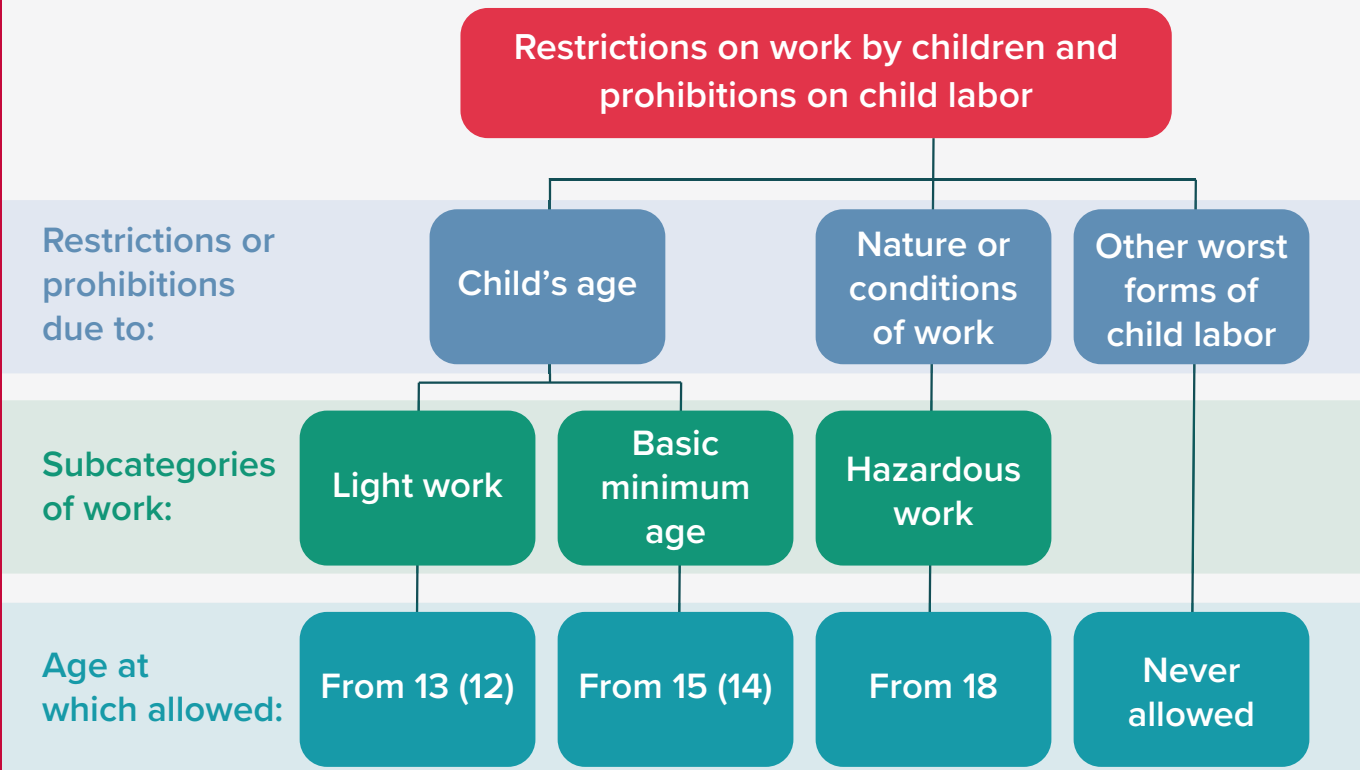 Restrictions on work by children and
prohibitions on child labor
Restrictions or
prohibitions
due to:
Child’s age
Nature or
conditions
of work
Other worst
forms of
child labor
Subcategories
of work:
Light work
Basic
minimum
age
Hazardous
work
Age at
which allowed:
From 13 (12)
From 15 (14)
From 18
Never
allowed